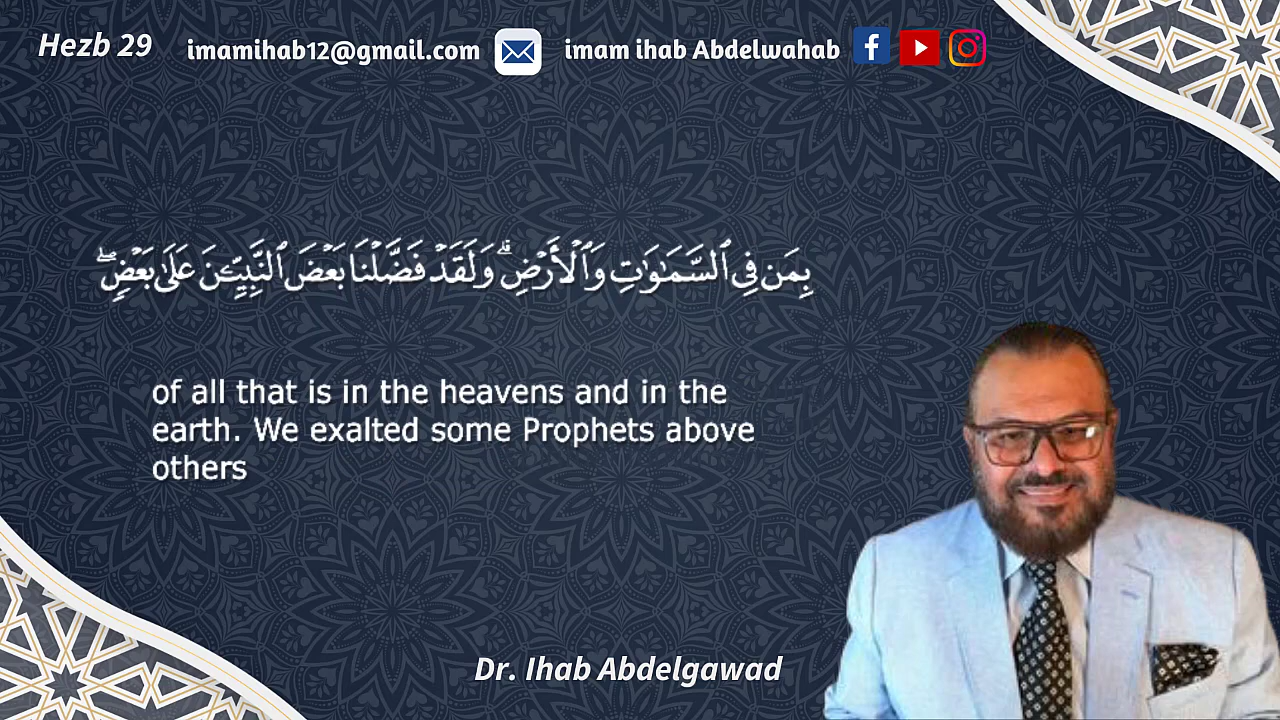 Hezb 29
imamihab12@gmail.com
imam ihab Abdelwahab
بِمَن فِي ٱلسَّمَٰوَٰتِ وَٱلْأَرْضِ ۗ وَلَقَدْ فَضَّلْنَا بَعْضَ ٱلنَّبِيِّـۧنَ عَلَىٰ بَعْضٍ ۖ
of all that is in the heavens and in the
earth. We exalted some Prophets above
others
Dr. Ihab Abdelgawad